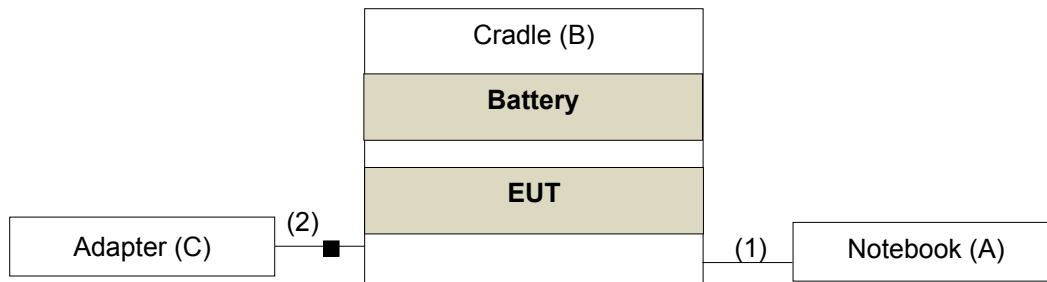 Cradle (B)
Battery
EUT
(2)
Adapter (C)
(1)
Notebook (A)